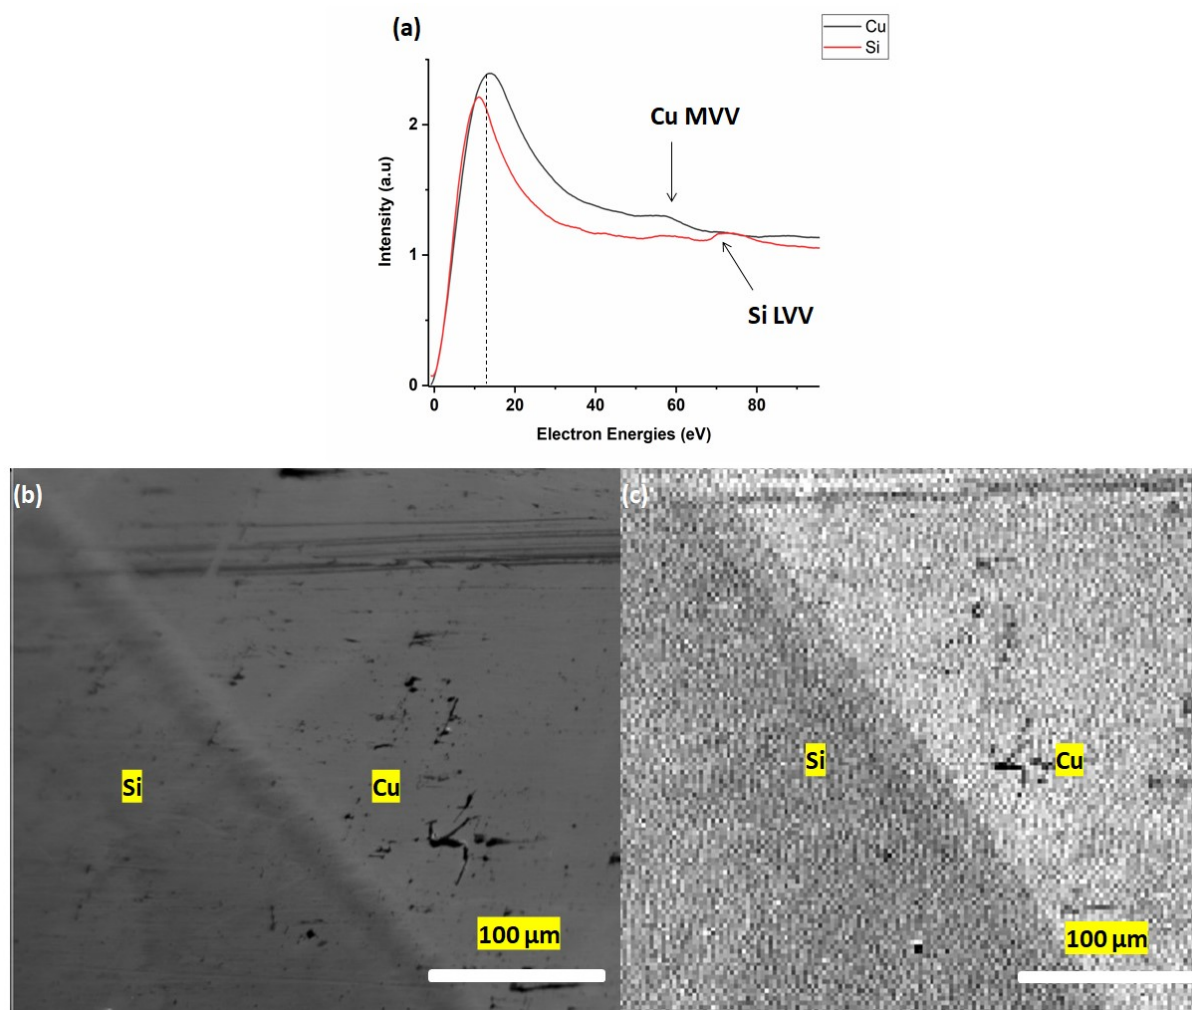 (a)
Cu
Si
Cu MVV
Si LVV
2
1
0
Intensity (a.u)
0 20 40 60 80
Electron Energies (eV)
(b)
Si
Cu
100 µm
(c)
Si
Cu
100 µm